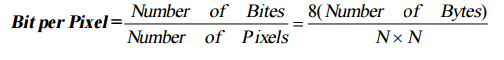 Bit per Pixel = Number of Bites / Number of Pixels = 8(Number of Bytes) / N × N